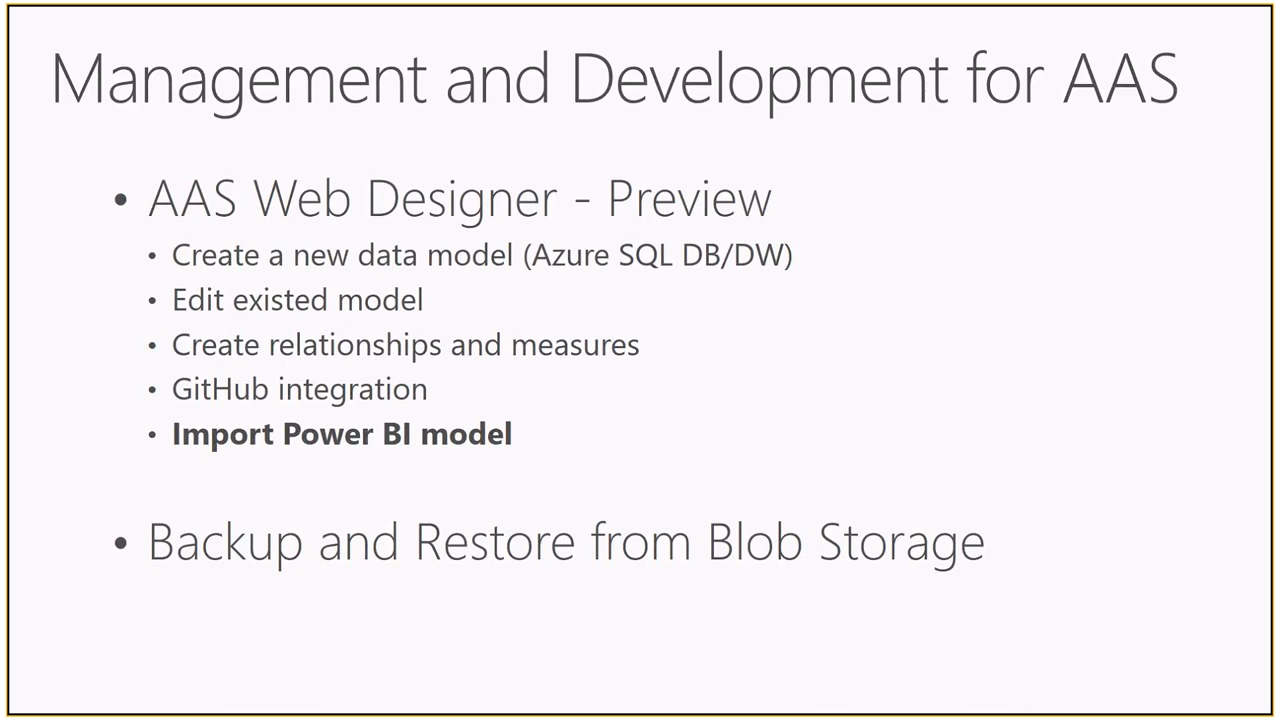 Management and Development for AAS
• AAS Web Designer - Preview
• Create a new data model (Azure SQL DB/DW)
• Edit existed model
• Create relationships and measures
• GitHub integration
• Import Power BI model
• Backup and Restore from Blob Storage